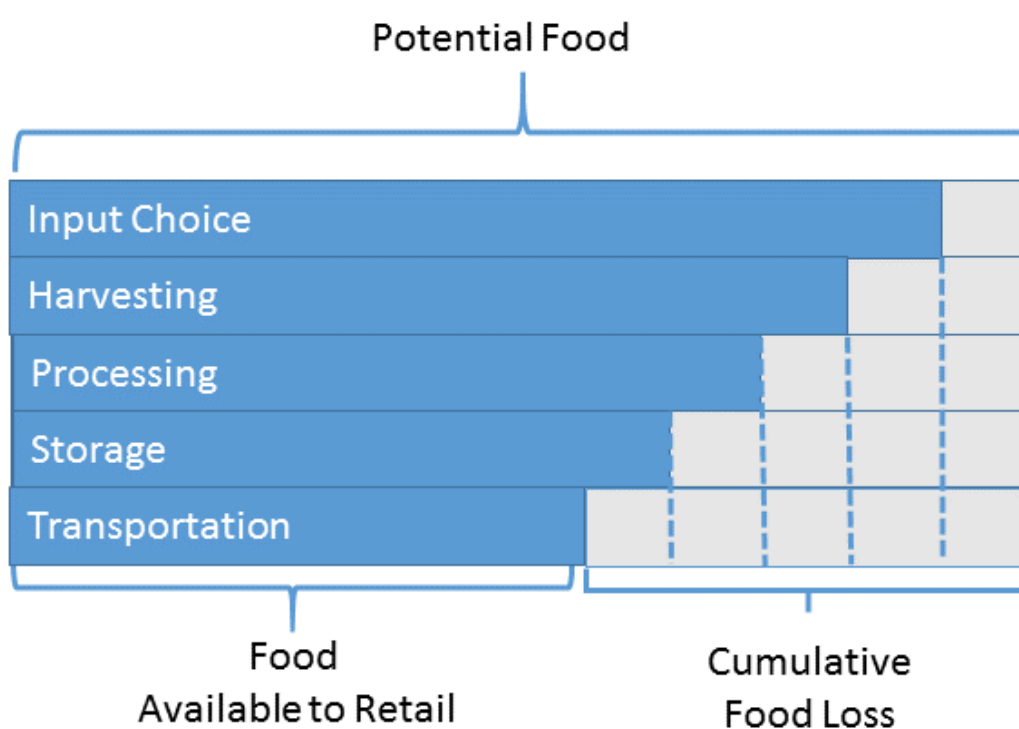 Potential Food
Input Choice
Harvesting
Processing
Storage
Transportation
Food
Available to Retail
Cumulative
Food Loss